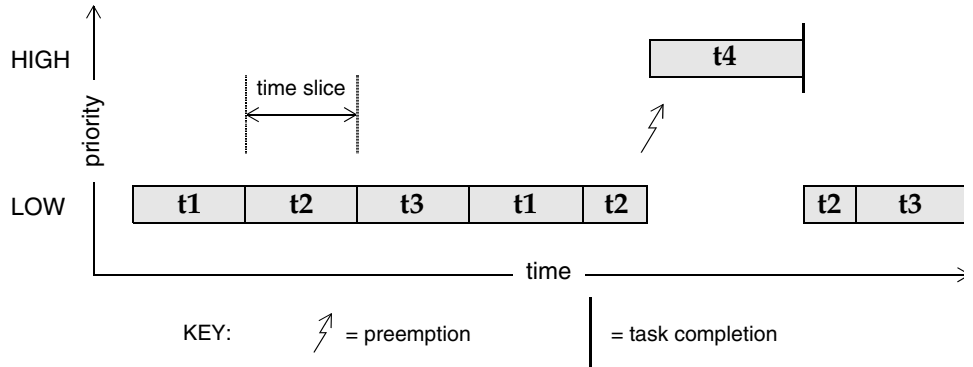 HIGH
t4
time slice
priority
LOW
t1 t2 t3 t1 t2 t2 t3
time
KEY: = preemption = task completion